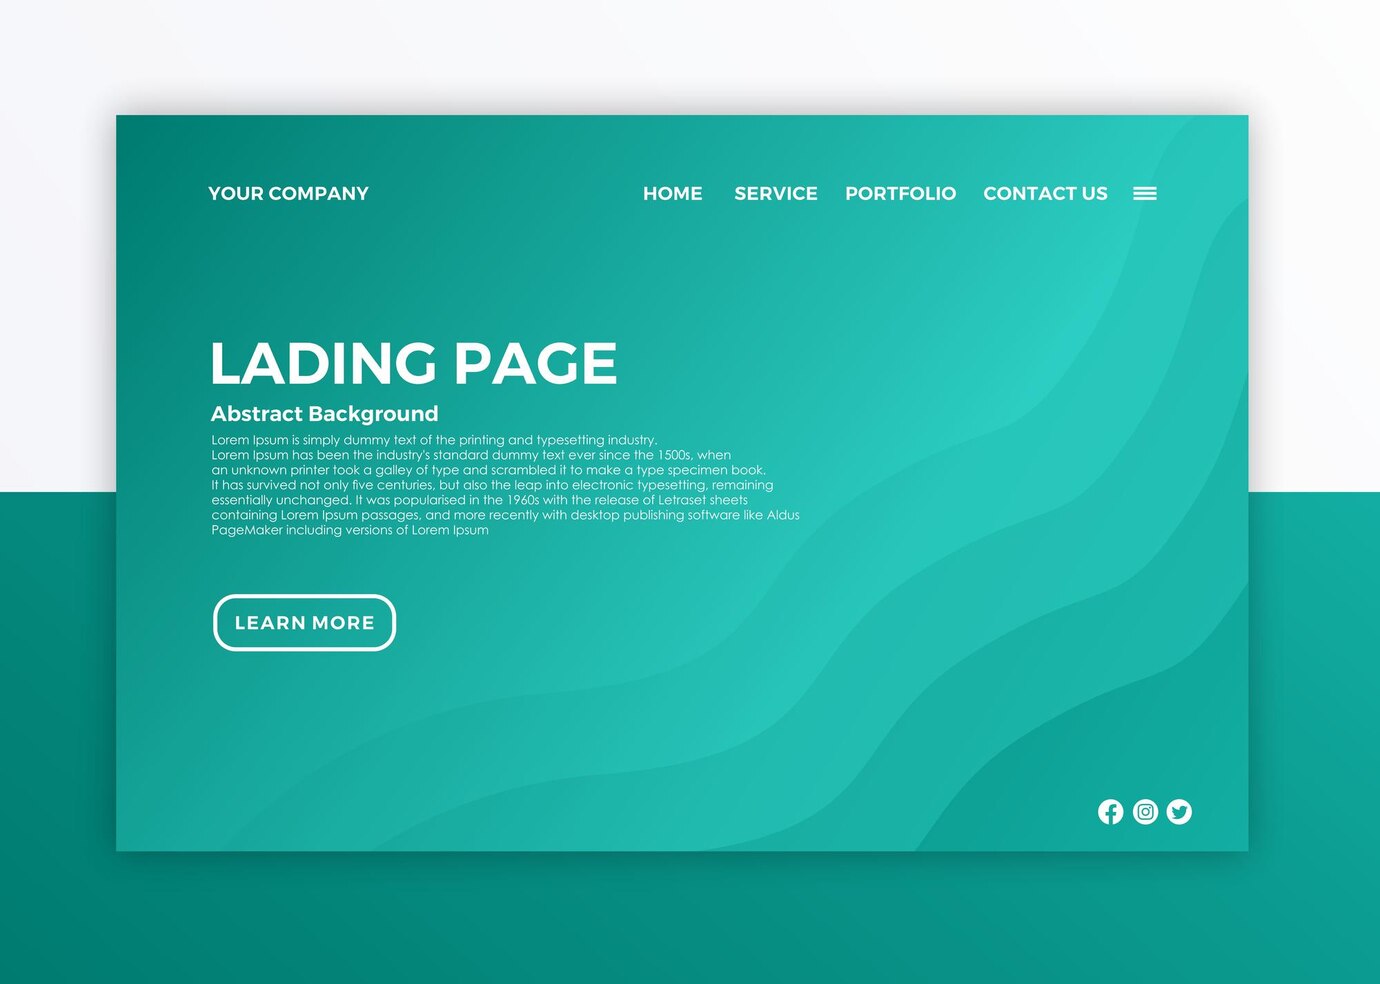 YOUR COMPANY
HOME SERVICE PORTFOLIO CONTACT US
LADING PAGE
Abstract Background
Lorem Ipsum is simply dummy text of the printing and typesetting industry.
Lorem Ipsum has been the industry's standard dummy text ever since the 1500s, when
an unknown printer took a galley of type and scrambled it to make a type specimen book.
It has survived not only five centuries, but also the leap into electronic typesetting, remaining
essentially unchanged. It was popularised in the 1960s with the release of Letraset sheets
containing Lorem Ipsum passages, and more recently with desktop publishing software like Aldus
PageMaker including versions of Lorem Ipsum
LEARN MORE